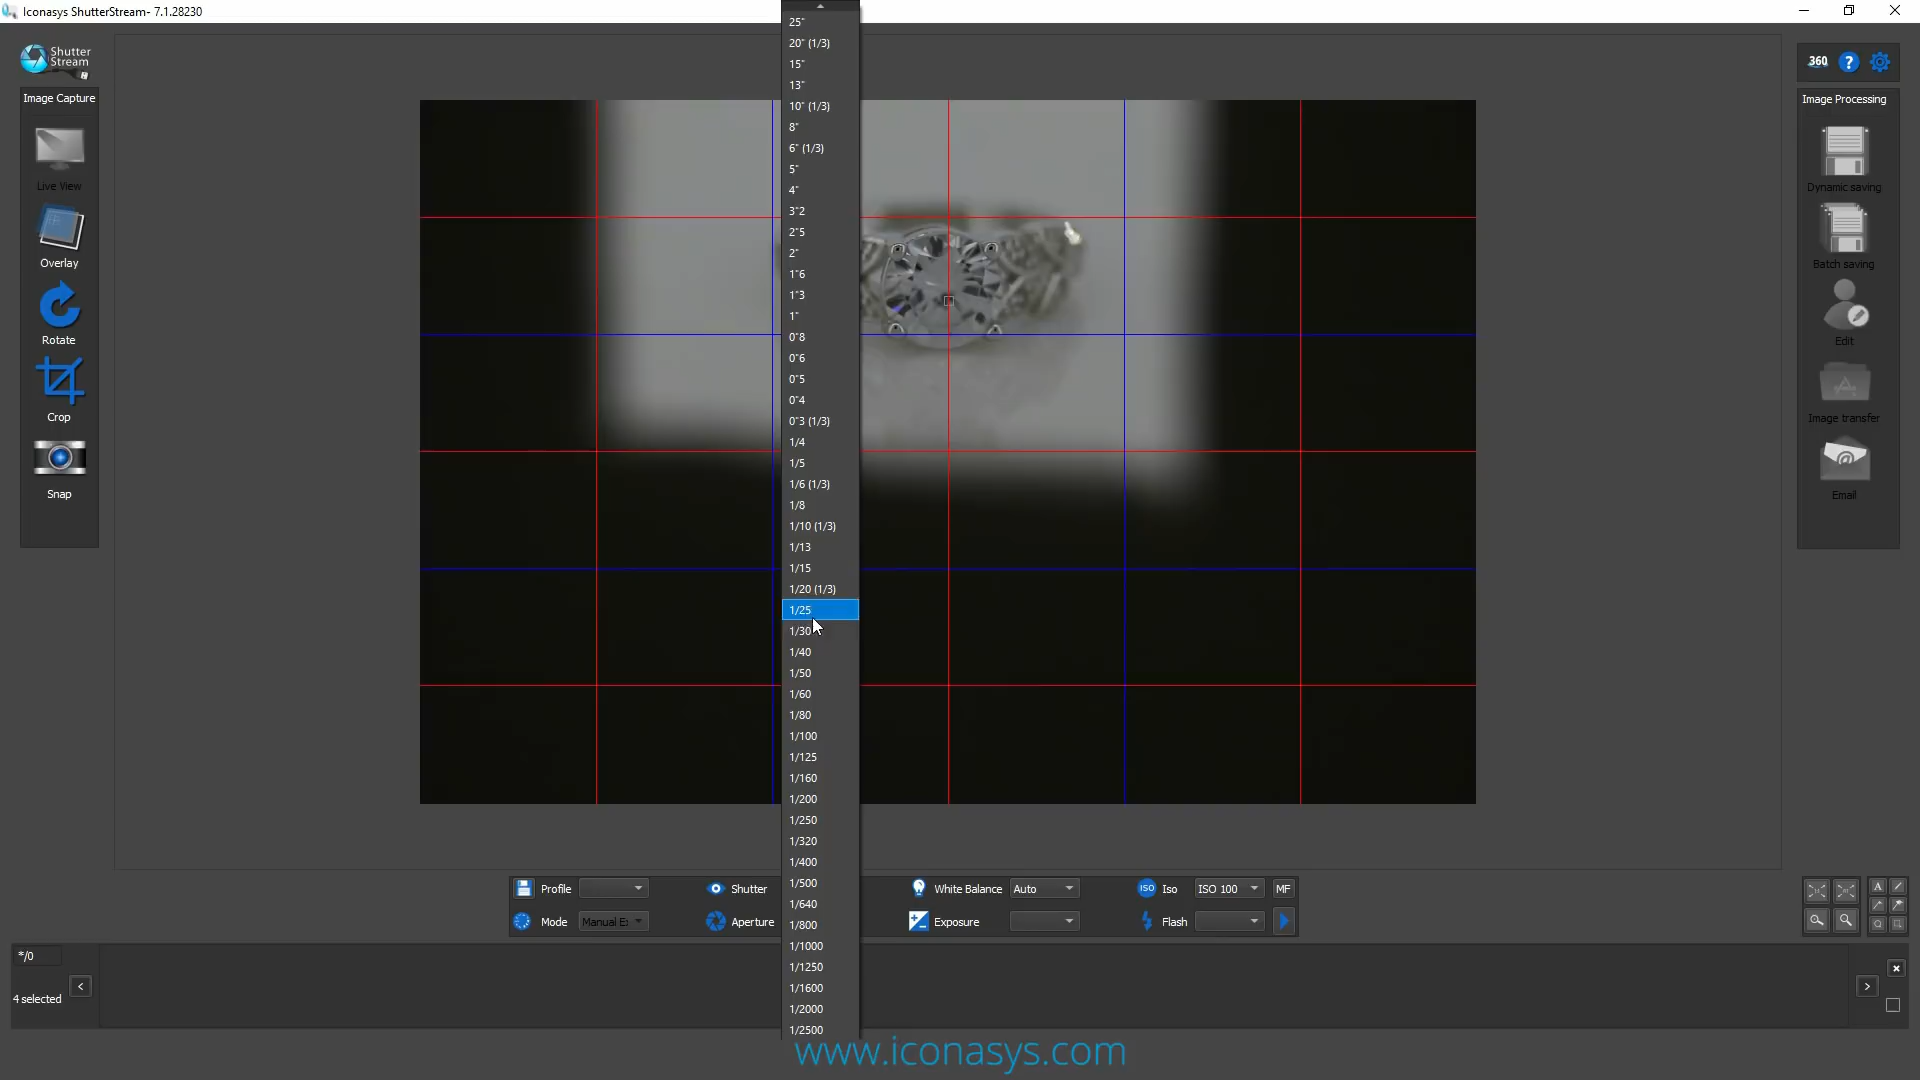 Iconasys ShutterStream- 7.1.28230
Shutter
Stream
Image Capture
Live View
Overlay
Rotate
Crop
Snap
25"
20" (1/3)
15"
13"
10" (1/3)
8"
6" (1/3)
5"
4"
3"2
2"5
2"
1"6
1"3
1"
0"8
0"6
0"5
0"4
0"3 (1/3)
1/4
1/5
1/6 (1/3)
1/8
1/10 (1/3)
1/13
1/15
1/20 (1/3)
1/25
1/30
1/40
1/50
1/60
1/80
1/100
1/125
1/160
1/200
1/250
1/320
1/400
1/500
1/640
1/800
1/1000
1/1250
1/1600
1/2000
1/2500
360
?
Image Processing
Dynamic saving
Batch saving
Edit
Image transfer
Email
Profile
Shutter
White Balance Auto
ISO Iso ISO 100 MF
Mode Manual E
Aperture
Exposure
Flash
A
*/0
4 selected
<
>
www.iconasys.com